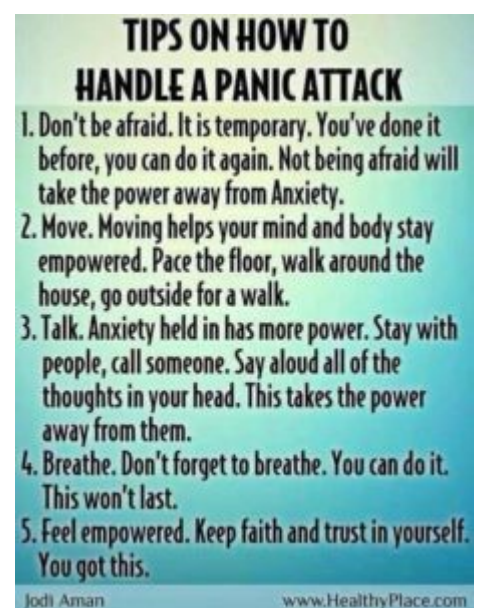 TIPS ON HOW TO
HANDLE A PANIC ATTACK
1. Don't be afraid. It is temporary. You've done it
before, you can do it again. Not being afraid will
take the power away from Anxiety.
2. Move. Moving helps your mind and body stay
empowered. Pace the floor, walk around the
house, go outside for a walk.
3. Talk. Anxiety held in has more power. Stay with
people, call someone. Say aloud all of the
thoughts in your head. This takes the power
away from them.
4. Breathe. Don't forget to breathe. You can do it.
This won't last.
5. Feel empowered. Keep faith and trust in yourself.
You got this.
Jodi Aman www.HealthyPlace.com